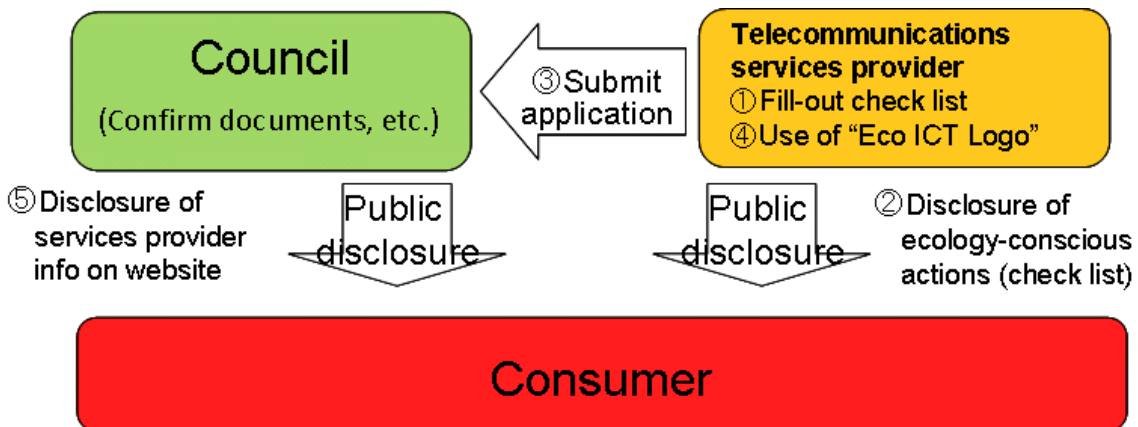 Council
(Confirm documents, etc.)
③Submit
application
Telecommunications
services provider
①Fill-out check list
④Use of “Eco ICT Logo”
⑤Disclosure of
services provider
info on website
Public
disclosure
Public
disclosure
②Disclosure of
ecology-conscious
actions (check list)
Consumer